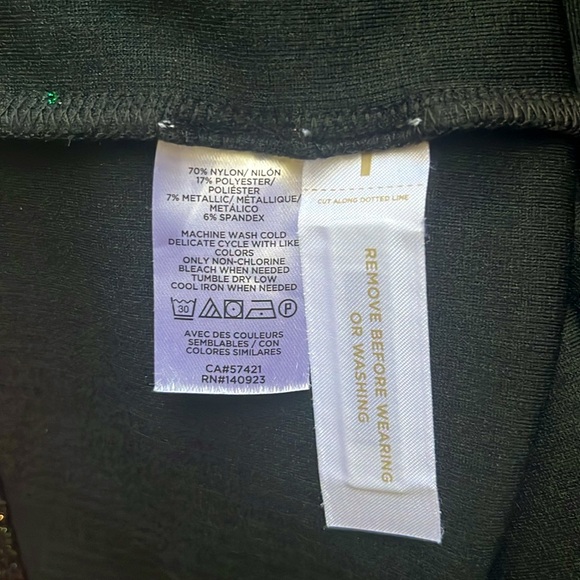 70% NYLON/ NILÓN
17% POLYESTER/
POLIÉSTER
7% METALLIC/ MÉTALLIQUE/
METÁLICO
6% SPANDEX
MACHINE WASH COLD
DELICATE CYCLE WITH LIKE
COLORS
ONLY NON-CHLORINE
BLEACH WHEN NEEDED
TUMBLE DRY LOW
COOL IRON WHEN NEEDED
30 P
AVEC DES COULEURS
SEMBLABLES / CON
COLORES SIMILARES
CA#57421
RN#140923
CUT ALONG DOTTED LINE
REMOVE BEFORE WEARING
OR WASHING